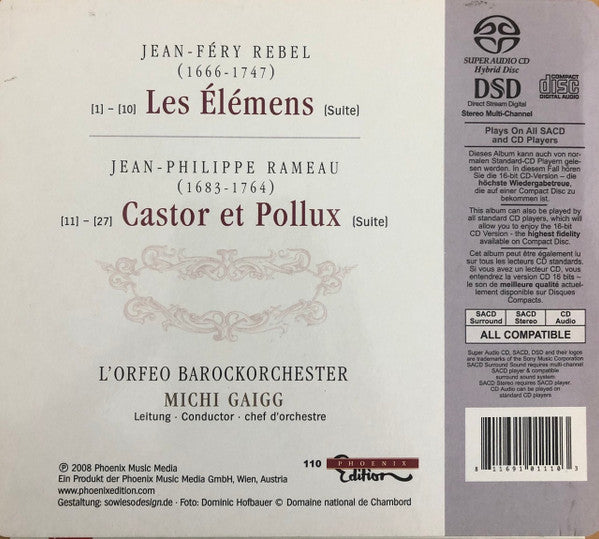 JEAN-FÉRY REBEL
(1666-1747)
[1] – [10] Les Élémens (Suite)
JEAN-PHILIPPE RAMEAU
(1683-1764)
[11] – [27] Castor et Pollux (Suite)
L'ORFEO BAROCKORCHESTER
MICHI GAIGG
Leitung · Conductor · chef d'orchestre
℗ 2008 Phoenix Music Media
Ein Produkt der Phoenix Music Media GmbH, Wien, Austria
www.phoenixedition.com
Gestaltung: sowiesodesign.de · Foto: Dominic Hofbauer © Domaine national de Chambord
110 PHOENIX
Edition
SUPER AUDIO CD
Hybrid Disc
DSD
Direct Stream Digital
Stereo Multi-Channel
COMPACT
disc
DIGITAL AUDIO
Plays On All SACD
and CD Players
Dieses Album kann auch von nor-
malen Standard-CD Playern gele-
sen werden. In diesem Fall hören
Sie die 16-bit CD-Version – die
höchste Wiedergabetreue,
die auf einer Compact Disc zu
bekommen ist.
This album can also be played by
all standard CD players, which
will allow you to enjoy the 16-bit
CD Version - the highest fidelity
available on Compact Disc.
Cet album peut être également lu
sur tous les lecteurs CD standards.
Si vous avez un lecteur CD, vous
entendrez la version CD 16 bits –
le son de meilleure qualité actuel-
lement disponible sur Disques
Compacts.
SACD Surround
SACD Stereo
CD Audio
ALL COMPATIBLE
Super Audio CD, SACD, DSD and their logos
are trademarks of the Sony Music Corporation
SACD Surround Sound requires multi-channel
SACD player & compatible
surround sound system.
SACD Stereo requires SACD player.
CD Audio can be played on
standard CD players
8 11691 01110 3